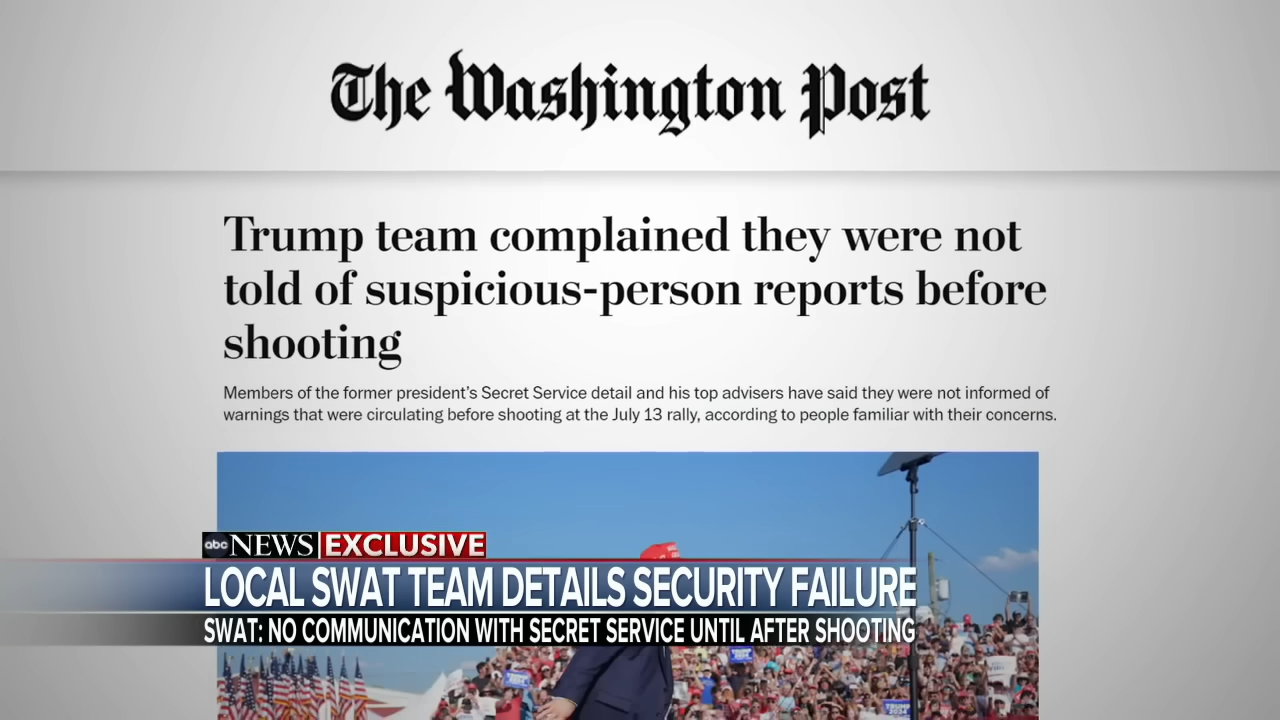 The Washington Post
Trump team complained they were not
told of suspicious-person reports before
shooting
Members of the former president's Secret Service detail and his top advisers have said they were not informed of
warnings that were circulating before shooting at the July 13 rally, according to people familiar with their concerns.
abc NEWS EXCLUSIVE
LOCAL SWAT TEAM DETAILS SECURITY FAILURE
SWAT: NO COMMUNICATION WITH SECRET SERVICE UNTIL AFTER SHOOTING
TRUMP
2024